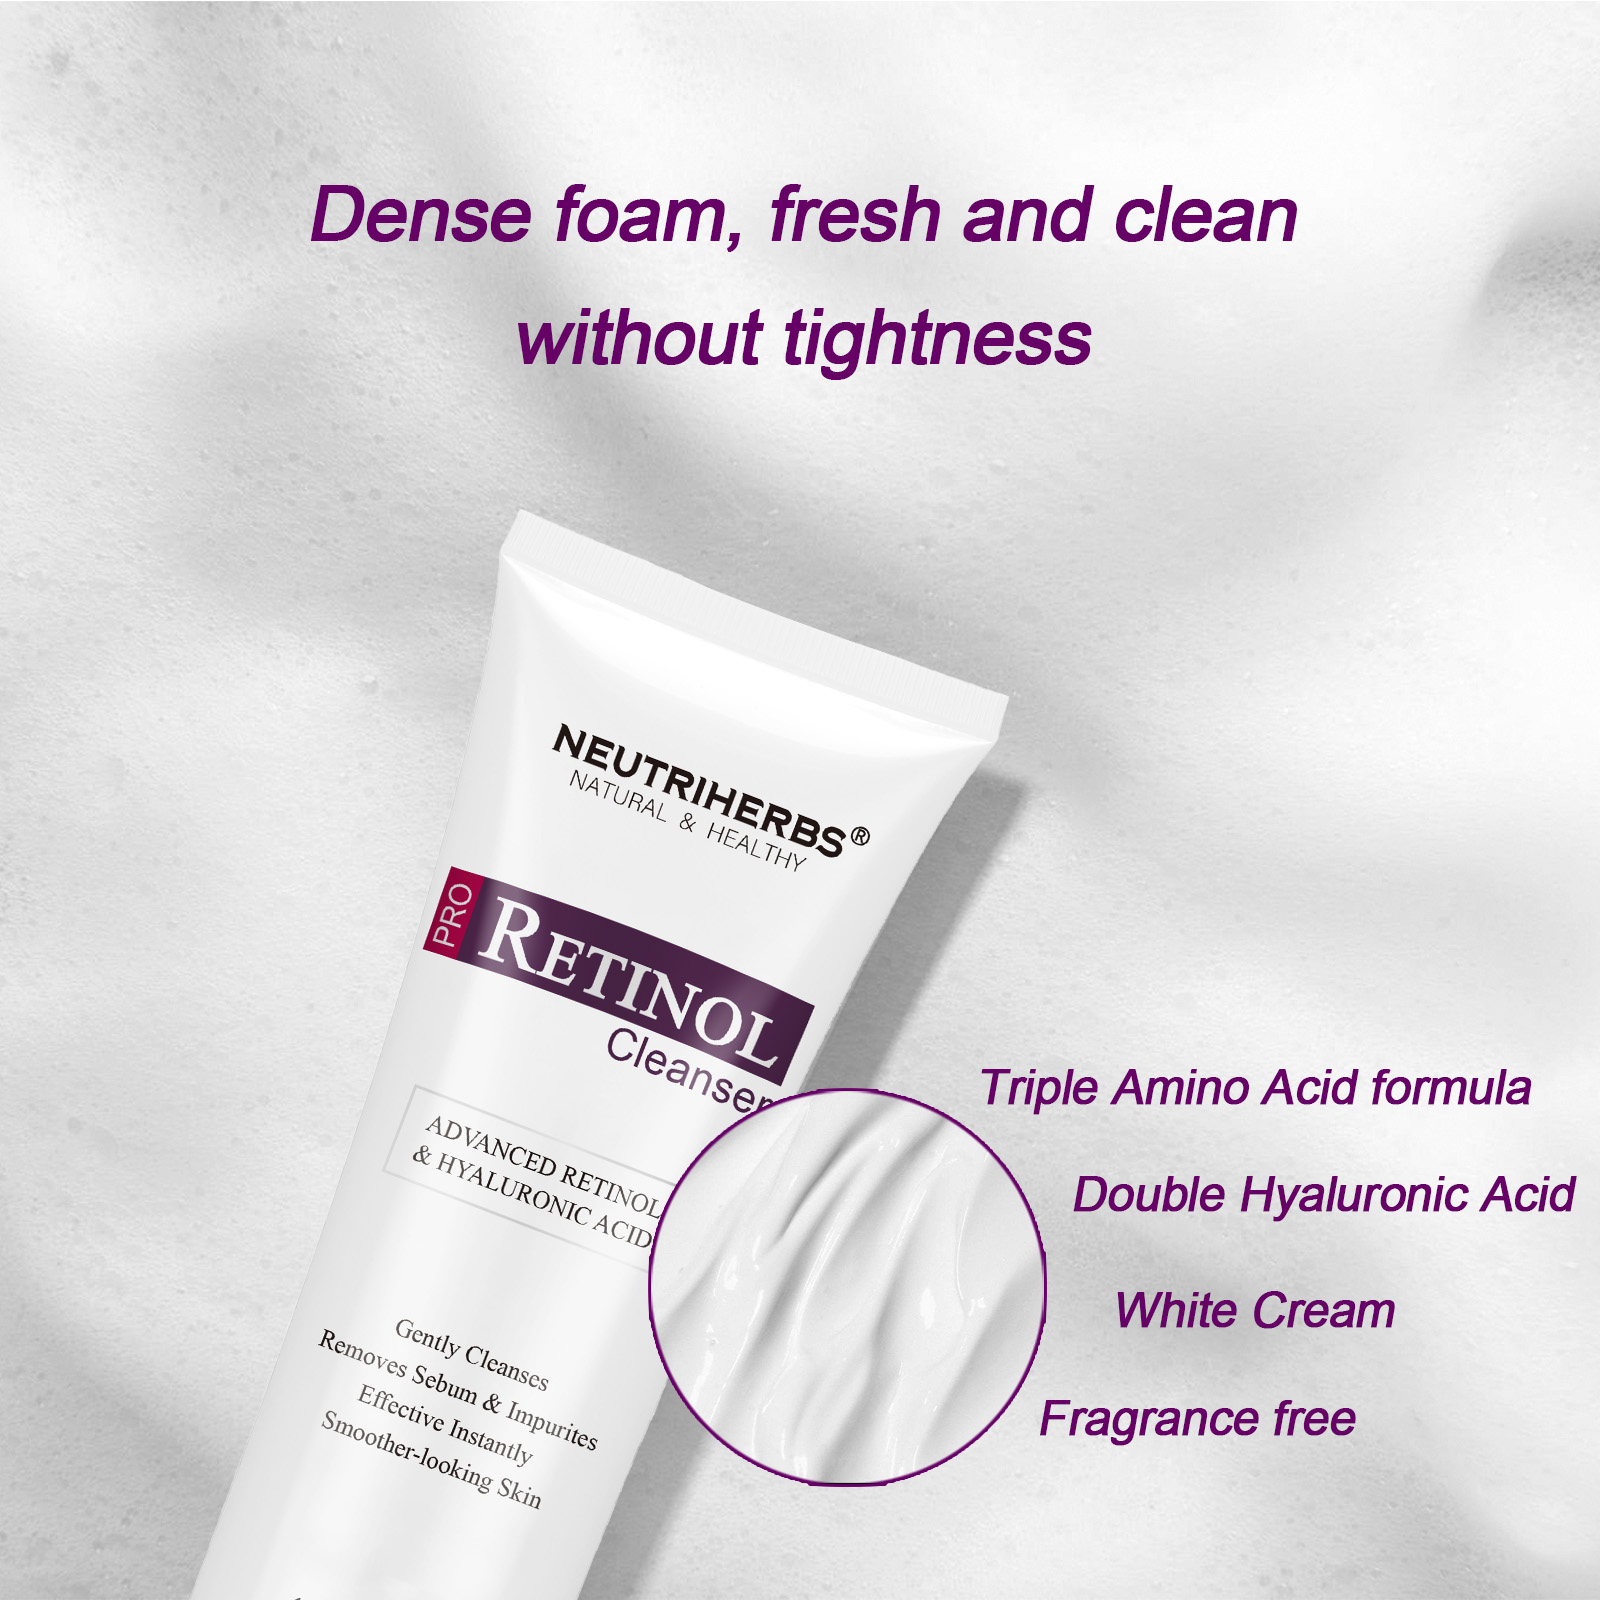 Dense foam, fresh and clean
without tightness
NEUTRIHERBS®
NATURAL & HEALTHY
PRO
RETINOL
Cleanser
ADVANCED RETINOL
& HYALURONIC ACID
Gently Cleanses
Removes Sebum & Impurites
Effective Instantly
Smoother-looking Skin
Triple Amino Acid formula
Double Hyaluronic Acid
White Cream
Fragrance free